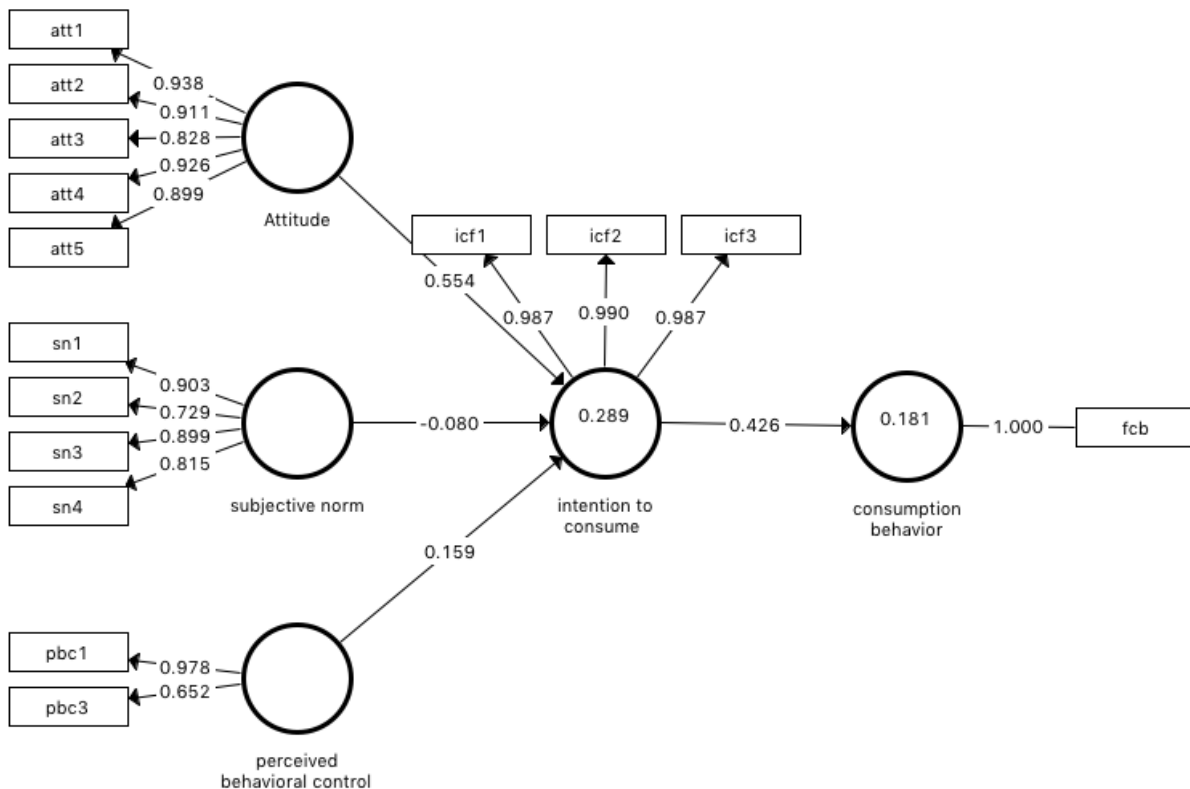 att1
att2
att3
att4
att5
0.938
0.911
0.828
0.926
0.899
Attitude
icf1
icf2
icf3
0.554
0.987
0.990
0.987
sn1
sn2
sn3
sn4
0.903
0.729
0.899
0.815
subjective norm
-0.080
0.289
intention to
consume
0.426
0.181
consumption
behavior
1.000
fcb
0.159
pbc1
pbc3
0.978
0.652
perceived
behavioral control